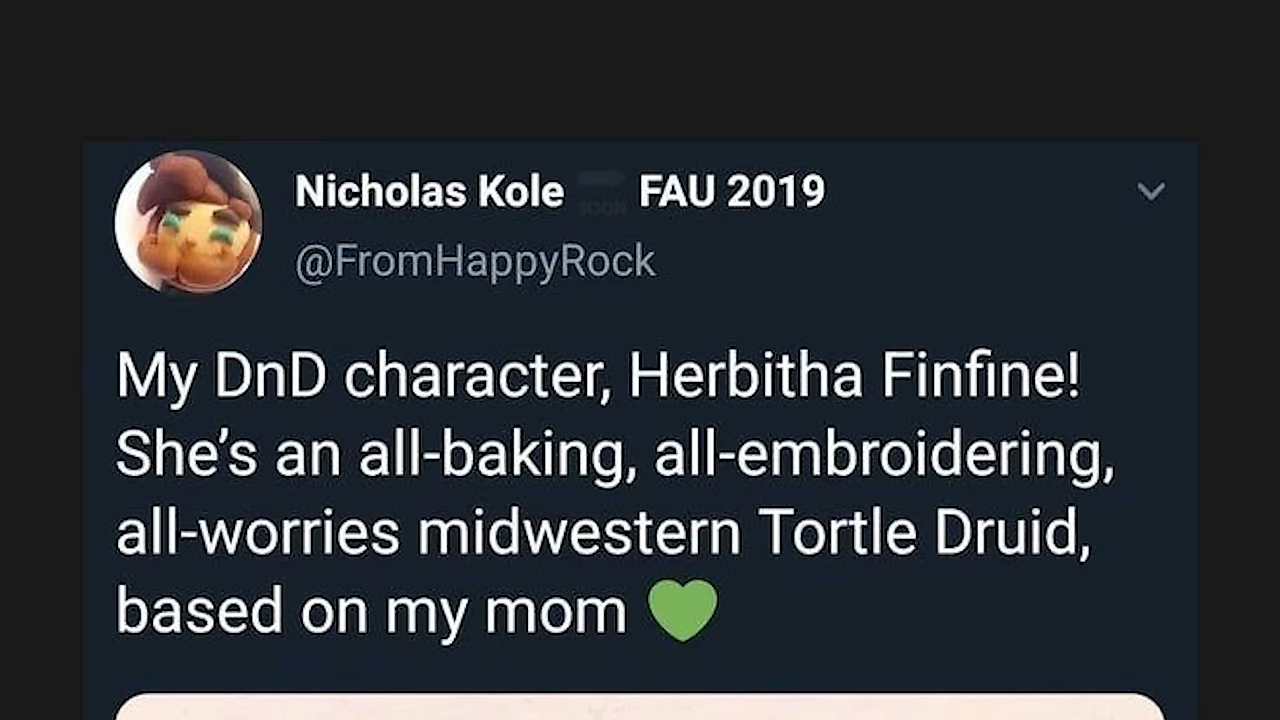 Nicholas Kole 🔜 FAU 2019
@FromHappyRock
My DnD character, Herbitha Finfine!
She’s an all-baking, all-embroidering,
all-worries midwestern Tortle Druid,
based on my mom 💚